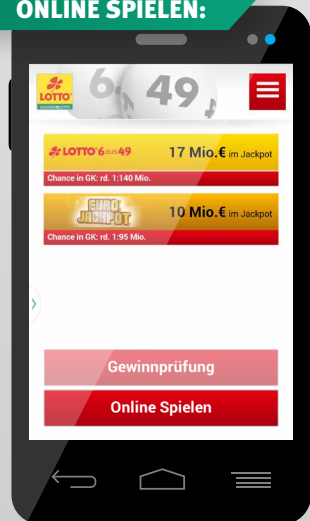 ONLINE SPIELEN:
LOTTO
6 49
LOTTO 6aus49 17 Mio.€ im Jackpot
Chance in GK: rd. 1:140 Mio.
EURO JACKPOT 10 Mio.€ im Jackpot
Chance in GK: rd. 1:95 Mio.
Gewinnprüfung
Online Spielen